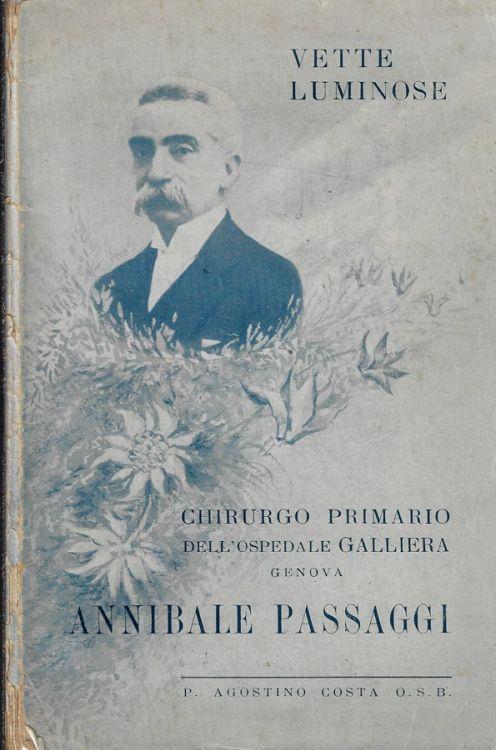 VETTE
LUMINOSE
CHIRURGO PRIMARIO
DELL'OSPEDALE GALLIERA
GENOVA
ANNIBALE PASSAGGI
P. AGOSTINO COSTA O.S.B.